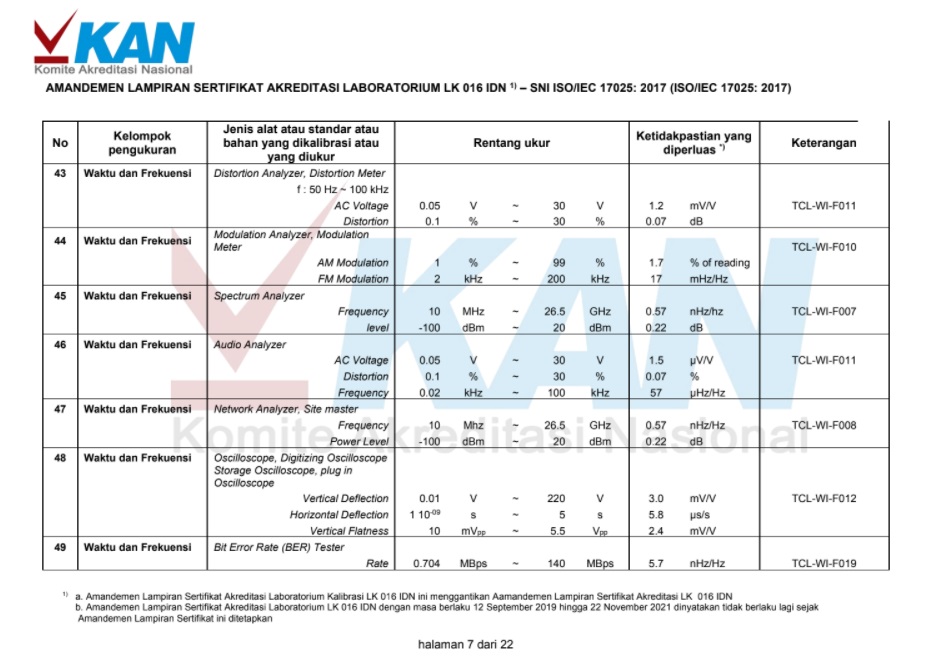 KAN
Komite Akreditasi Nasional
AMANDEMEN LAMPIRAN SERTIFIKAT AKREDITASI LABORATORIUM LK 016 IDN ¹⁾ – SNI ISO/IEC 17025: 2017 (ISO/IEC 17025: 2017)
No Kelompok pengukuran Jenis alat atau standar atau bahan yang dikalibrasi atau yang diukur Rentang ukur Ketidakpastian yang diperluas *⁾ Keterangan
43 Waktu dan Frekuensi Distortion Analyzer, Distortion Meter
f : 50 Hz ~ 100 kHz
AC Voltage 0.05 V ~ 30 V 1.2 mV/V TCL-WI-F011
Distortion 0.1 % ~ 30 % 0.07 dB
44 Waktu dan Frekuensi Modulation Analyzer, Modulation
Meter TCL-WI-F010
AM Modulation 1 % ~ 99 % 1.7 % of reading
FM Modulation 2 kHz ~ 200 kHz 17 mHz/Hz
45 Waktu dan Frekuensi Spectrum Analyzer
Frequency 10 MHz ~ 26.5 GHz 0.57 nHz/hz TCL-WI-F007
level -100 dBm ~ 20 dBm 0.22 dB
46 Waktu dan Frekuensi Audio Analyzer
AC Voltage 0.05 V ~ 30 V 1.5 µV/V TCL-WI-F011
Distortion 0.1 % ~ 30 % 0.07 %
Frequency 0.02 kHz ~ 100 kHz 57 µHz/Hz
47 Waktu dan Frekuensi Network Analyzer, Site master
Frequency 10 Mhz ~ 26.5 GHz 0.57 nHz/Hz TCL-WI-F008
Power Level -100 dBm ~ 20 dBm 0.22 dB
48 Waktu dan Frekuensi Oscilloscope, Digitizing Oscilloscope
Storage Oscilloscope, plug in
Oscilloscope
Vertical Deflection 0.01 V ~ 220 V 3.0 mV/V TCL-WI-F012
Horizontal Deflection 1 10⁻⁰⁹ s ~ 5 s 5.8 µs/s
Vertical Flatness 10 mVpp ~ 5.5 Vpp 2.4 mV/V
49 Waktu dan Frekuensi Bit Error Rate (BER) Tester
Rate 0.704 MBps ~ 140 MBps 5.7 nHz/Hz TCL-WI-F019
KAN
Komite Akreditasi Nasional
¹⁾ a. Amandemen Lampiran Sertifikat Akreditasi Laboratorium Kalibrasi LK 016 IDN ini menggantikan Aamandemen Lampiran Sertifikat Akreditasi LK 016 IDN
b. Amandemen Lampiran Sertifikat Akreditasi Laboratorium LK 016 IDN dengan masa berlaku 12 September 2019 hingga 22 November 2021 dinyatakan tidak berlaku lagi sejak
Amandemen Lampiran Sertifikat ini ditetapkan
halaman 7 dari 22